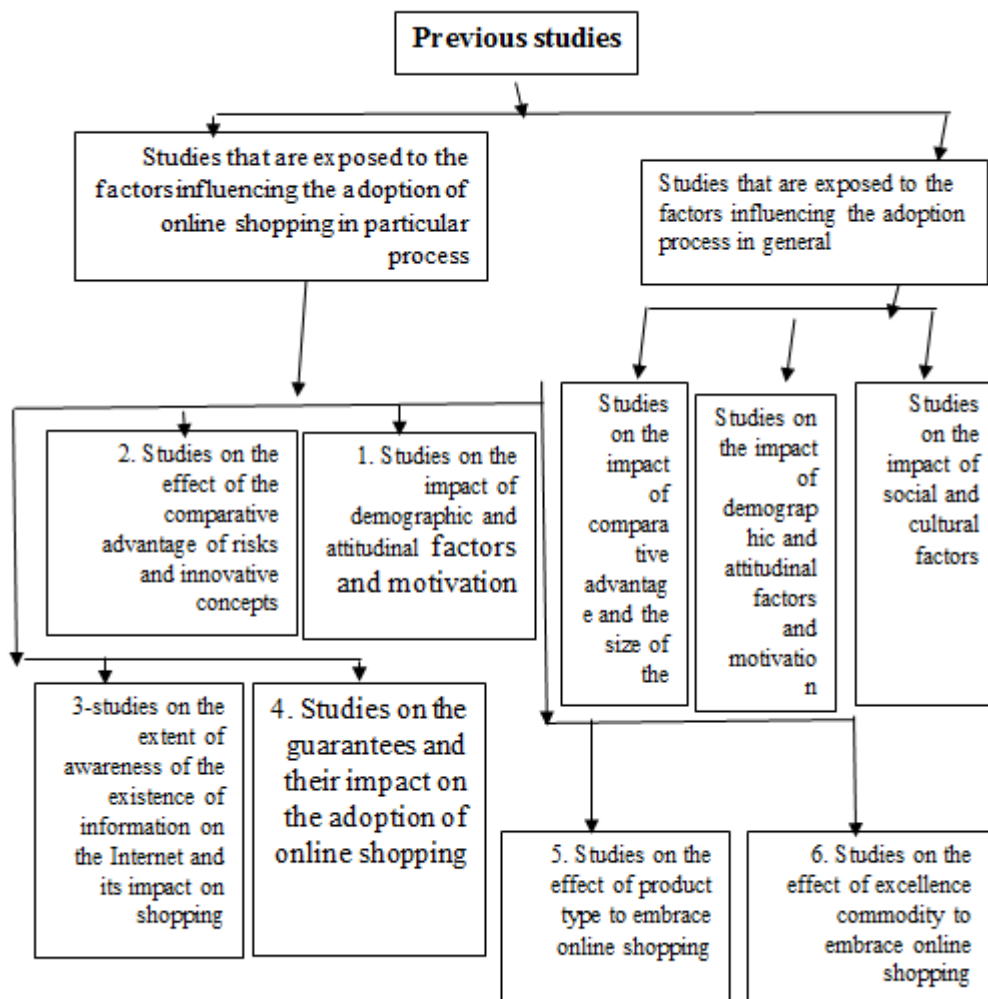 Previous studies
Studies that are exposed to the
factors influencing the adoption of
online shopping in particular
process
Studies that are exposed to the
factors influencing the adoption
process in general
2. Studies on the
effect of the
comparative
advantage of risks
and innovative
concepts
1. Studies on the
impact of
demographic and
attitudinal factors
and motivation
Studies
on the
impact
of
compara
tive
advantag
e and the
size of
the
Studies on
the impact
of
demograp
hic and
attitudinal
factors
and
motivatio
n
Studies
on the
impact of
social and
cultural
factors
3-studies on the
extent of
awareness of the
existence of
information on
the Internet and
its impact on
shopping
4. Studies on the
guarantees and
their impact on
the adoption of
online shopping
5. Studies on the
effect of product
type to embrace
online shopping
6. Studies on the
effect of excellence
commodity to
embrace online
shopping